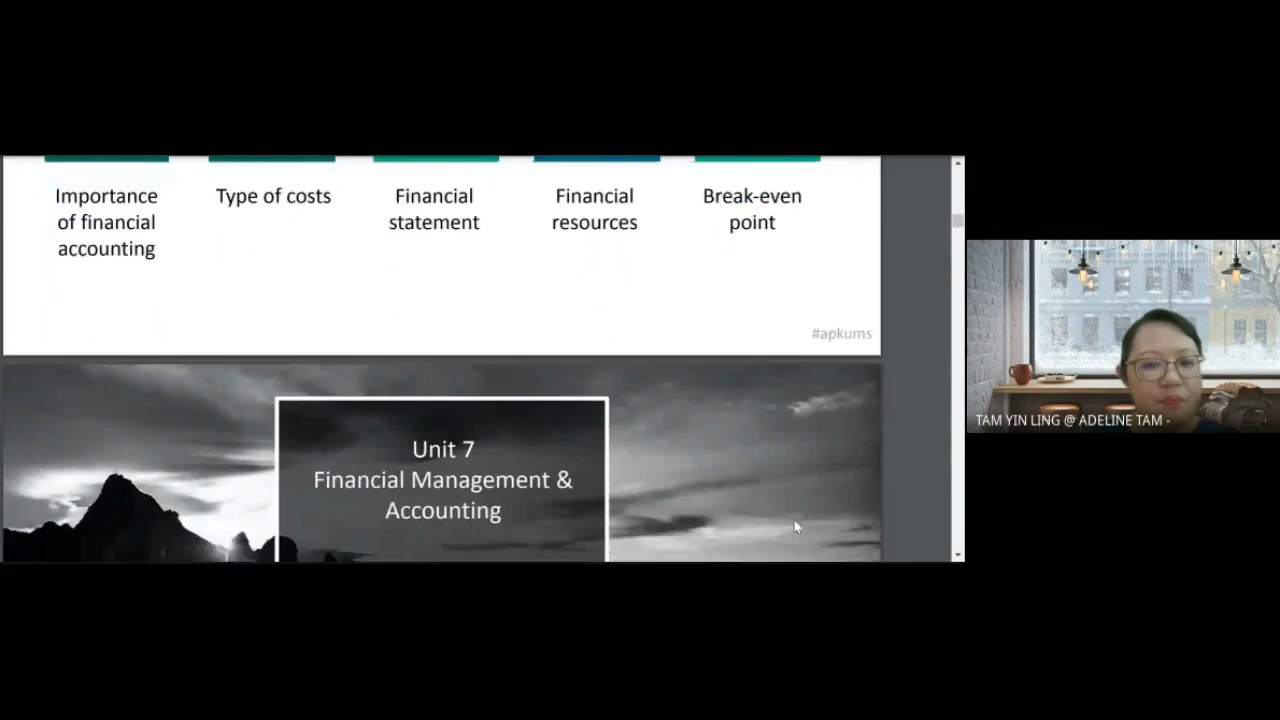 Importance
of financial
accounting
Type of costs
Financial
statement
Financial
resources
Break-even
point
#apkums
Unit 7
Financial Management &
Accounting
TAM YIN LING @ ADELINE TAM -